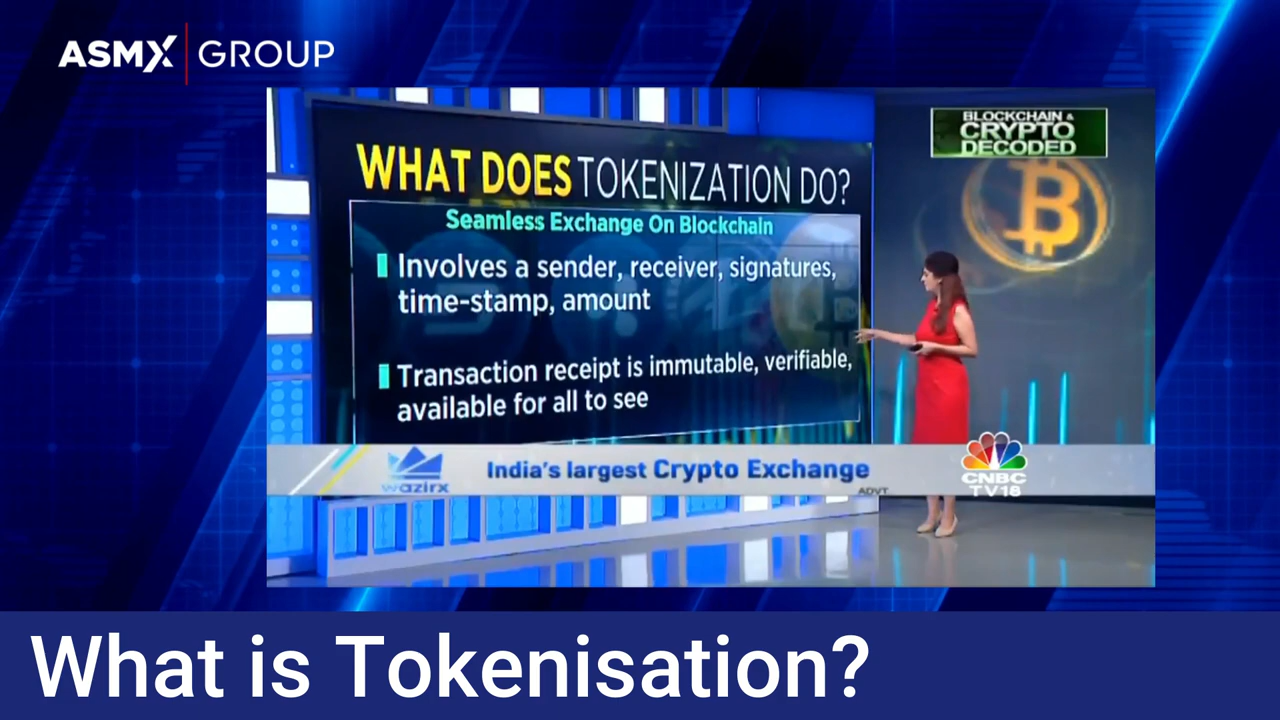 ASMX GROUP
BLOCKCHAIN &
CRYPTO
DECODED
WHAT DOES TOKENIZATION DO?
Seamless Exchange On Blockchain
Involves a sender, receiver, signatures,
time-stamp, amount
Transaction receipt is immutable, verifiable,
available for all to see
wazirx
India's largest Crypto Exchange
ADVT
CNBC
TV18
What is Tokenisation?